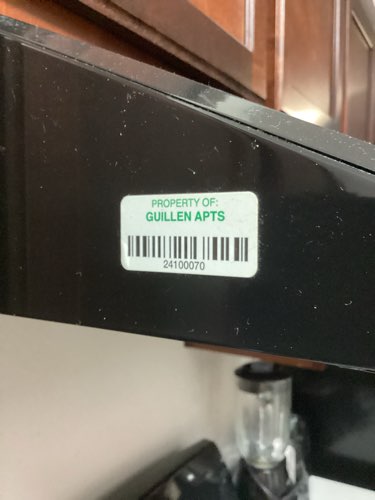 PROPERTY OF:
GUILLEN APTS
24100070